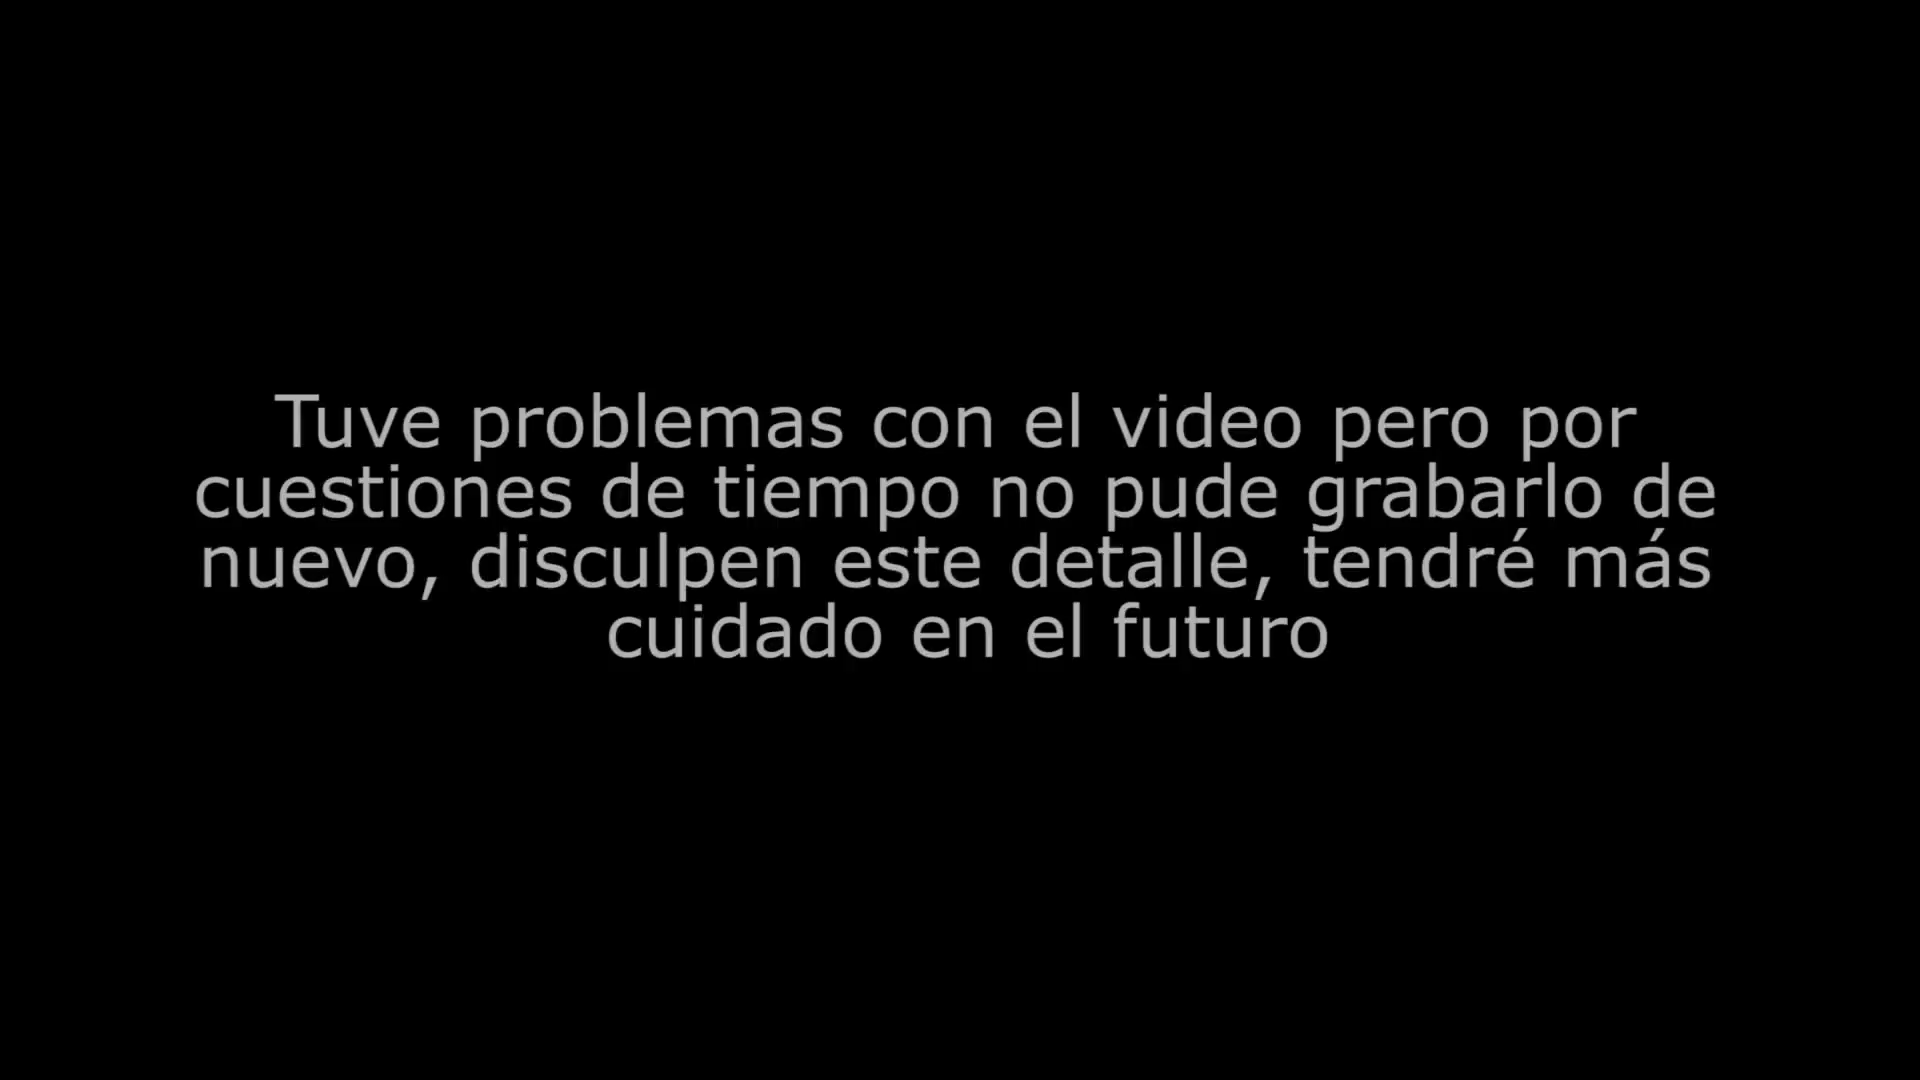 Tuve problemas con el video pero por
cuestiones de tiempo no pude grabarlo de
nuevo, disculpen este detalle, tendré más
cuidado en el futuro